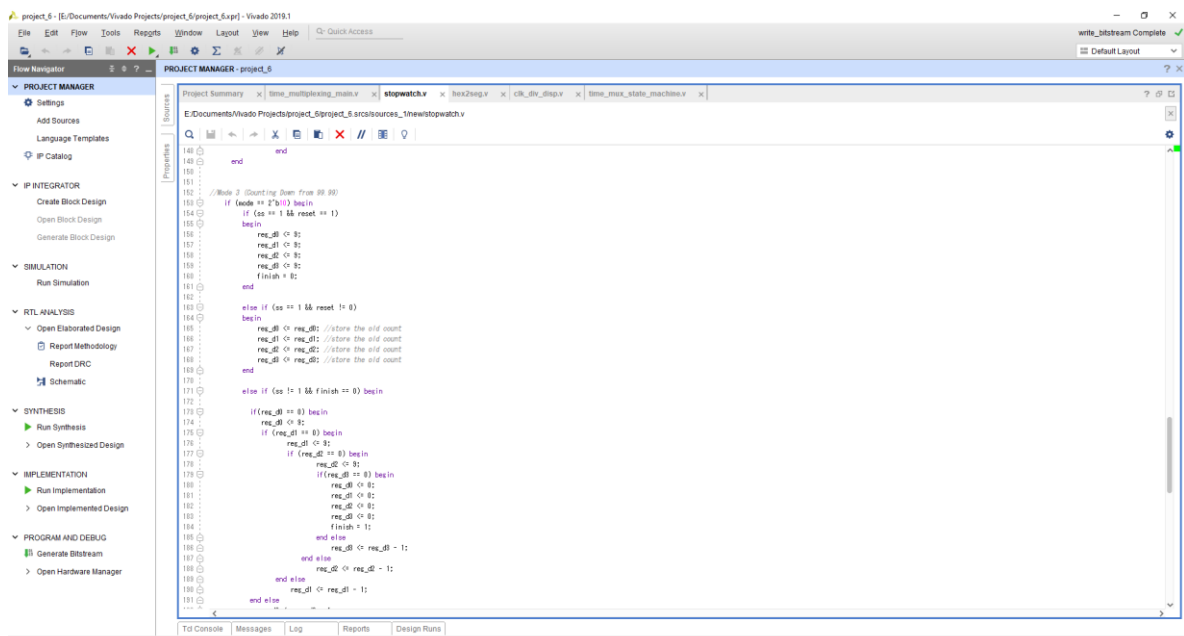 project_6 - [E:/Documents/Vivado Projects/project_6/project_6.xpr] - Vivado 2019.1
File Edit Flow Tools Reports Window Layout View Help Quick Access
write_bitstream Complete
Default Layout
Flow Navigator
PROJECT MANAGER - project_6
PROJECT MANAGER
Settings
Add Sources
Language Templates
IP Catalog
IP INTEGRATOR
Create Block Design
Open Block Design
Generate Block Design
SIMULATION
Run Simulation
RTL ANALYSIS
Open Elaborated Design
Report Methodology
Report DRC
Schematic
SYNTHESIS
Run Synthesis
Open Synthesized Design
IMPLEMENTATION
Run Implementation
Open Implemented Design
PROGRAM AND DEBUG
Generate Bitstream
Open Hardware Manager
Sources
Properties
Project Summary time_multiplexing_main.v stopwatch.v hex2seg.v clk_div_disp.v time_mux_state_machine.v
E:/Documents/Vivado Projects/project_6/project_6.srcs/sources_1/new/stopwatch.v
148 end
149 end
150
151
152 //Mode 3 (Counting Down from 99.99)
153 if (mode == 2'b10) begin
154 if (ss == 1 && reset == 1)
155 begin
156 reg_d0 <= 9;
157 reg_d1 <= 9;
158 reg_d2 <= 9;
159 reg_d3 <= 9;
160 finish = 0;
161 end
162
163 else if (ss == 1 && reset != 0)
164 begin
165 reg_d0 <= reg_d0; //store the old count
166 reg_d1 <= reg_d1; //store the old count
167 reg_d2 <= reg_d2; //store the old count
168 reg_d3 <= reg_d3; //store the old count
169 end
170
171 else if (ss != 1 && finish == 0) begin
172
173 if(reg_d0 == 0) begin
174 reg_d0 <= 9;
175 if (reg_d1 == 0) begin
176 reg_d1 <= 9;
177 if (reg_d2 == 0) begin
178 reg_d2 <= 9;
179 if(reg_d3 == 0) begin
180 reg_d0 <= 0;
181 reg_d1 <= 0;
182 reg_d2 <= 0;
183 reg_d3 <= 0;
184 finish = 1;
185 end else
186 reg_d3 <= reg_d3 - 1;
187 end else
188 reg_d2 <= reg_d2 - 1;
189 end else
190 reg_d1 <= reg_d1 - 1;
191 end else
Tcl Console Messages Log Reports Design Runs